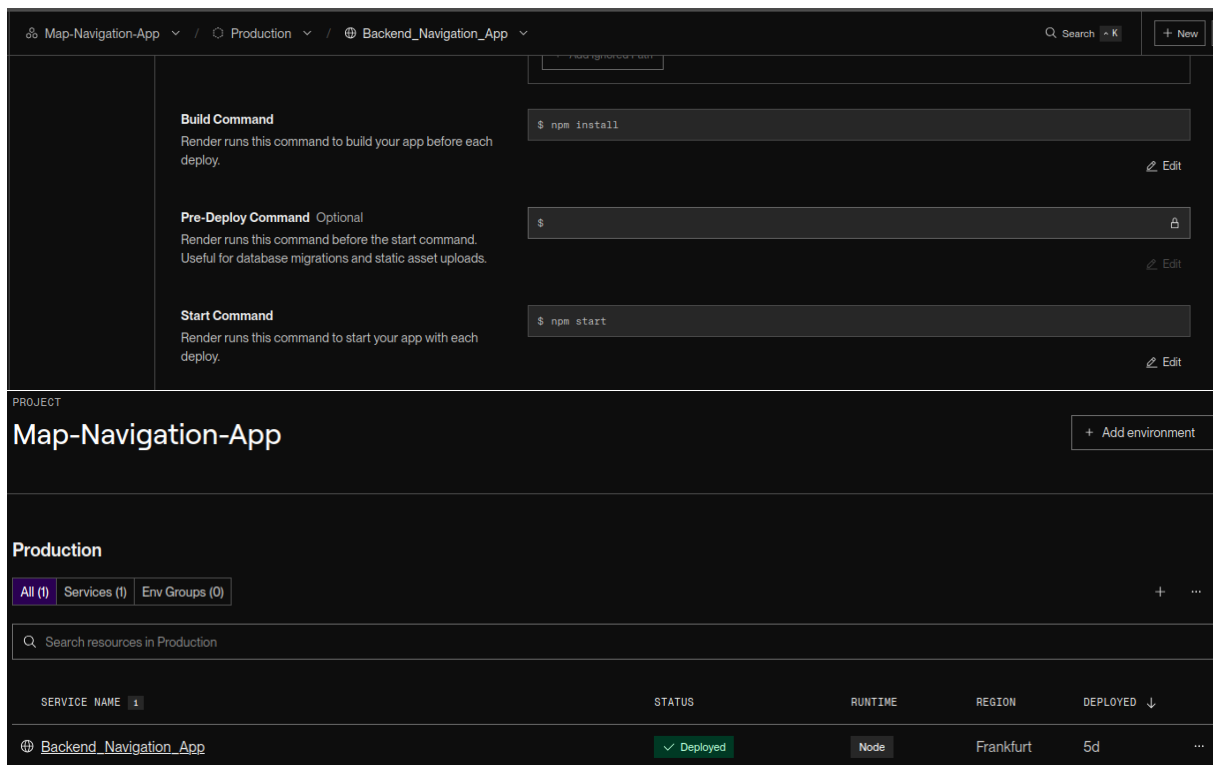 Map-Navigation-App / Production / Backend_Navigation_App Search ^ K + New
+ Add Ignored Path
Build Command
Render runs this command to build your app before each
deploy.
$ npm install
Edit
Pre-Deploy Command Optional
Render runs this command before the start command.
Useful for database migrations and static asset uploads.
$
Edit
Start Command
Render runs this command to start your app with each
deploy.
$ npm start
Edit
PROJECT
Map-Navigation-App
+ Add environment
Production
All (1) Services (1) Env Groups (0)
+ ...
Search resources in Production
SERVICE NAME 1 STATUS RUNTIME REGION DEPLOYED ↓
Backend_Navigation_App ✓ Deployed Node Frankfurt 5d ...